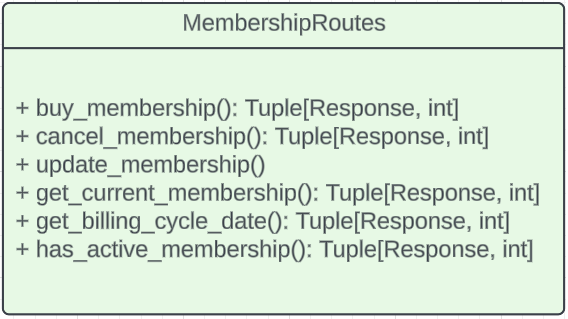 MembershipRoutes
+ buy_membership(): Tuple[Response, int]
+ cancel_membership(): Tuple[Response, int]
+ update_membership()
+ get_current_membership(): Tuple[Response, int]
+ get_billing_cycle_date(): Tuple[Response, int]
+ has_active_membership(): Tuple[Response, int]